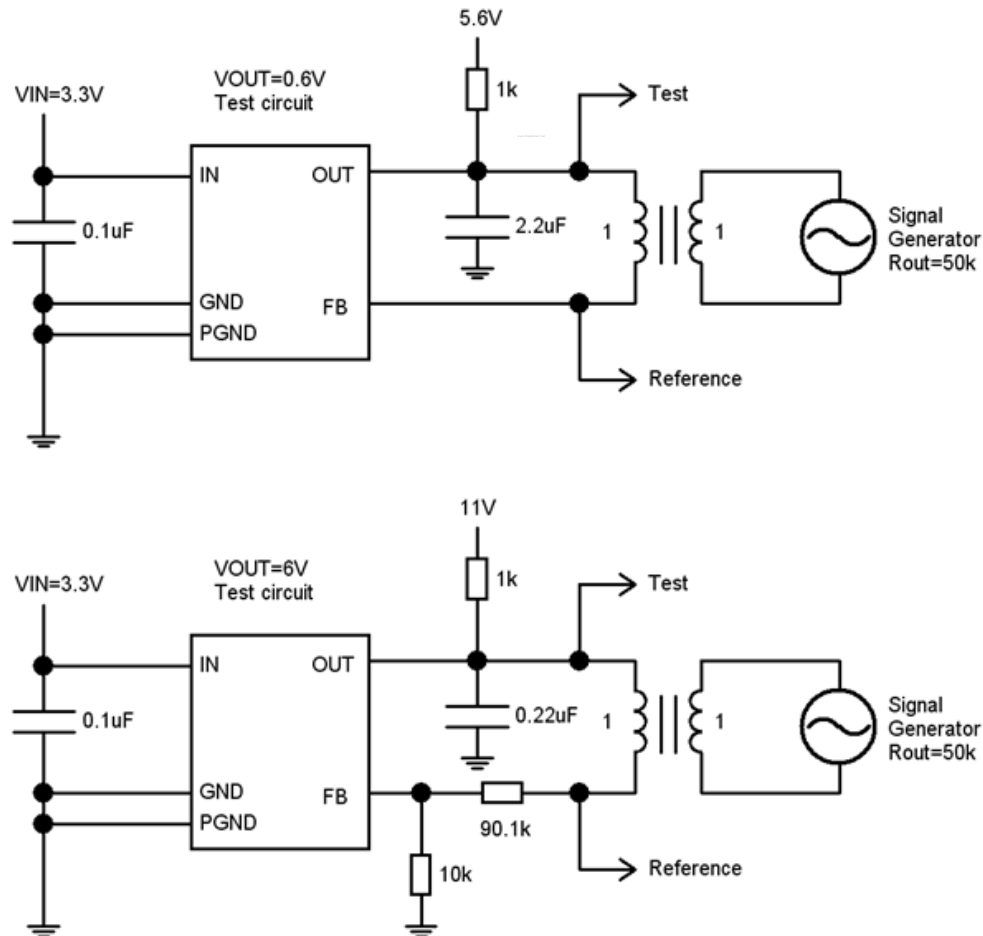 5.6V
1k
VOUT=0.6V
Test circuit
VIN=3.3V
Test
IN
OUT
0.1uF
2.2uF
1
1
Signal
Generator
Rout=50k
GND
FB
PGND
Reference
11V
1k
VOUT=6V
Test circuit
VIN=3.3V
Test
IN
OUT
0.1uF
0.22uF
1
1
Signal
Generator
Rout=50k
GND
FB
PGND
90.1k
10k
Reference